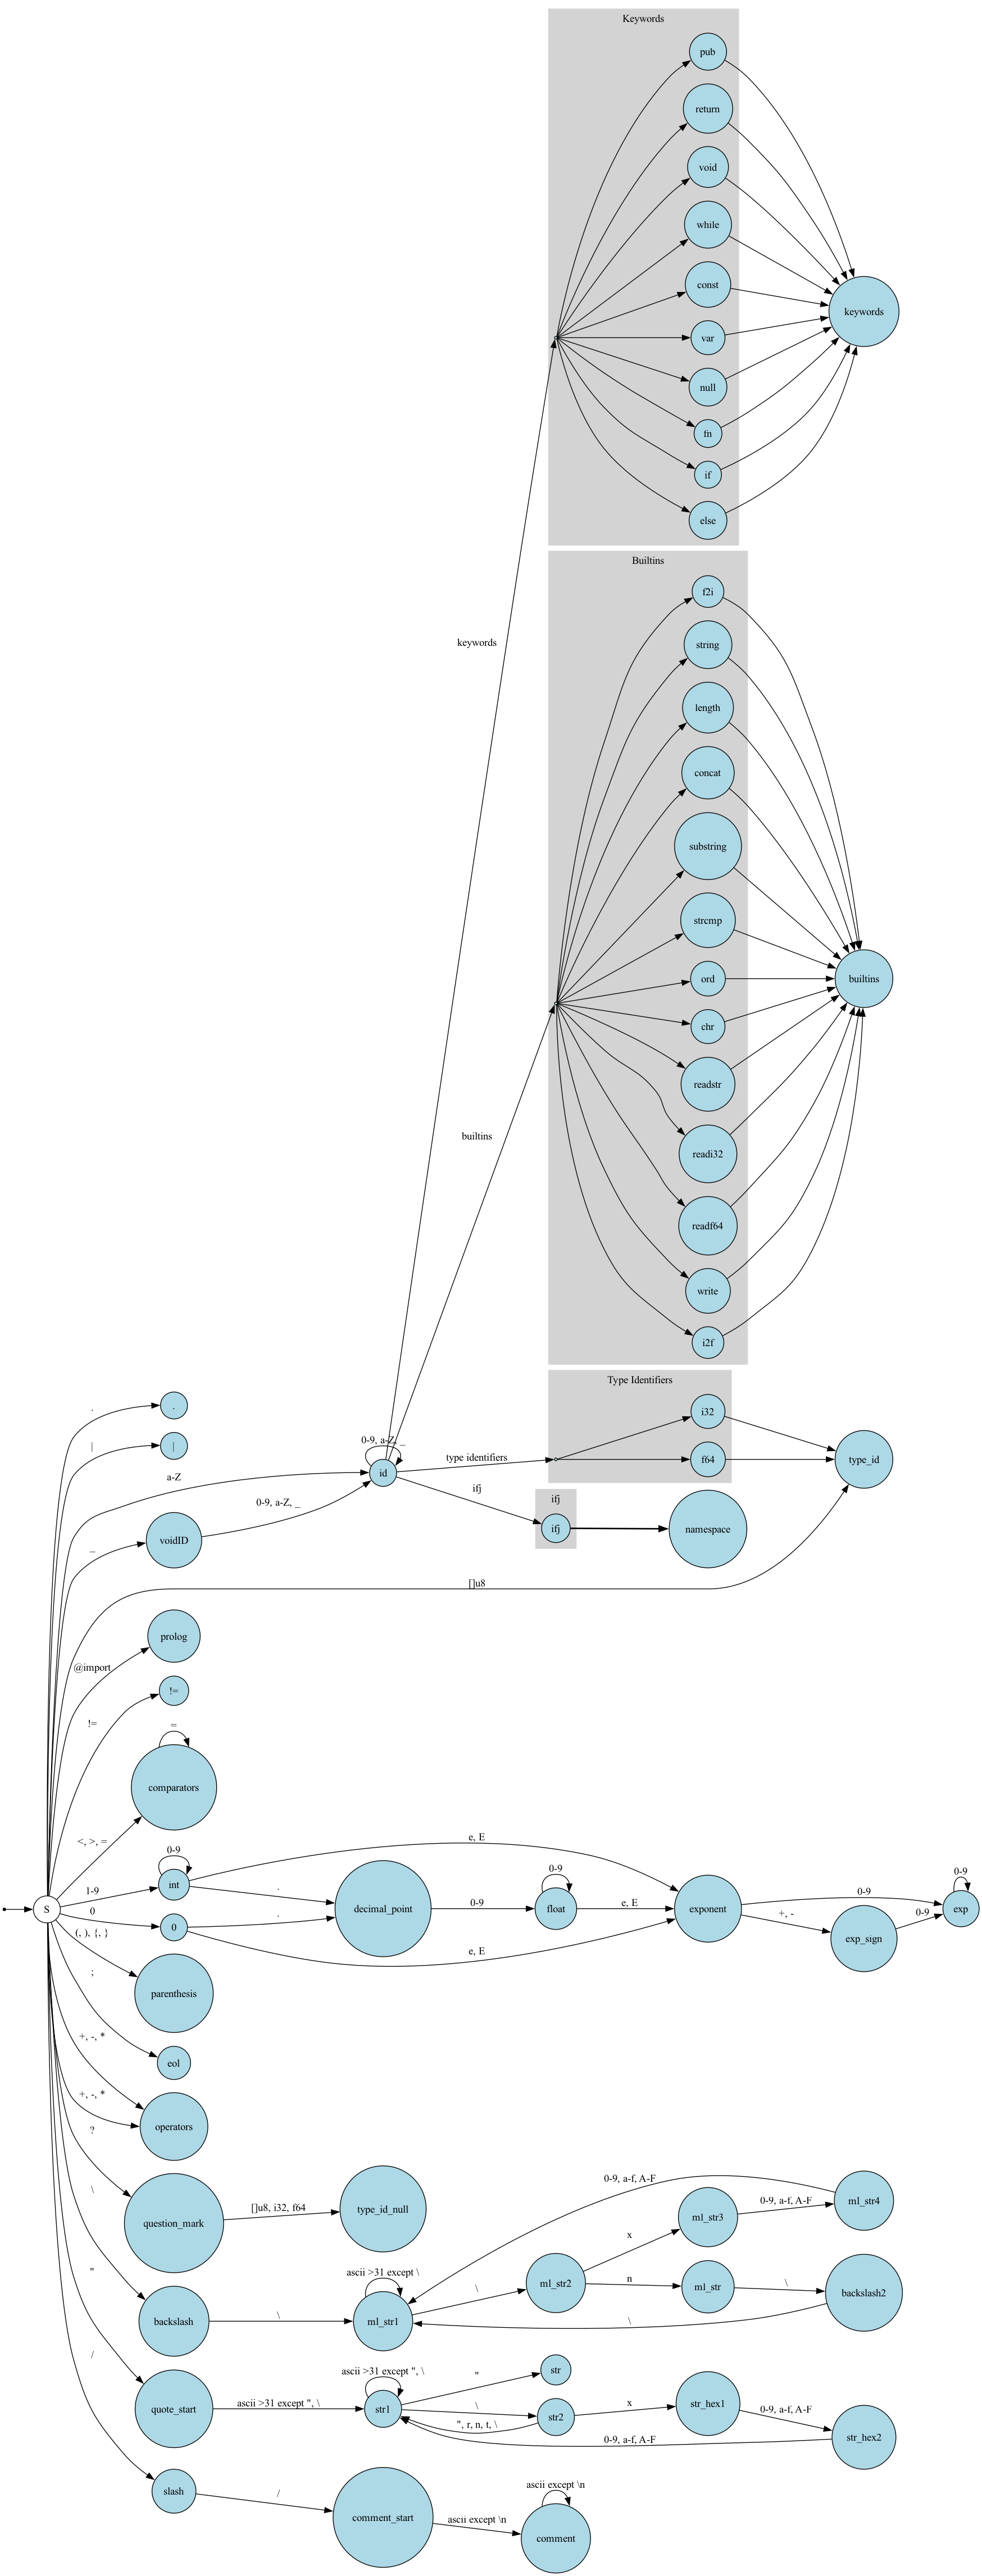 Keywords
pub
return
void
while
const
keywords
var
null
fn
if
else
Builtins
f2i
string
keywords
length
concat
substring
strcmp
ord
builtins
chr
readstr
builtins
readi32
readf64
write
i2f
Type Identifiers
.
.
i32
|
|
0-9, a-Z, _
type identifiers
f64
type_id
a-Z
id
ifj
ifj
0-9, a-Z, _
ifj
namespace
_
voidID
[]u8
prolog
@import
!=
!=
=
comparators
<, >, =
e, E
0-9
0-9
0-9
1-9
int
.
decimal_point
0-9
float
e, E
exponent
0-9
exp
S
0
0
.
+, -
0-9
exp_sign
(, ), {, }
e, E
parenthesis
;
eol
+, -, *
+, -, *
operators
?
0-9, a-f, A-F
\
question_mark
[]u8, i32, f64
type_id_null
ml_str3
0-9, a-f, A-F
ml_str4
x
ascii >31 except \
ml_str2
n
ml_str
\
backslash2
"
backslash
\
ml_str1
\
\
/
ascii >31 except ", \
"
str
quote_start
ascii >31 except ", \
str1
\
str2
x
str_hex1
0-9, a-f, A-F
", r, n, t, \
0-9, a-f, A-F
str_hex2
slash
/
comment_start
ascii except \n
ascii except \n
comment